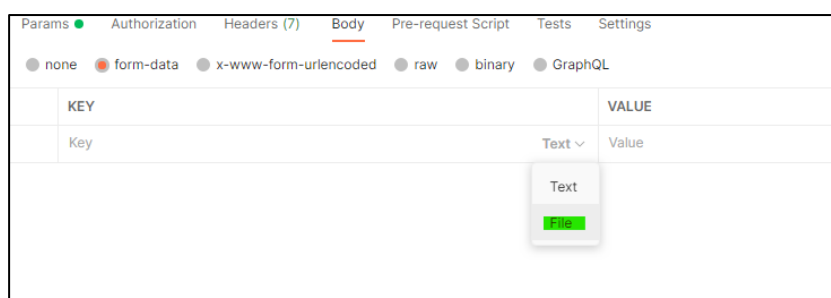 Params Authorization Headers (7) Body Pre-request Script Tests Settings
none form-data x-www-form-urlencoded raw binary GraphQL
KEY VALUE
Key Text Value
Text
File